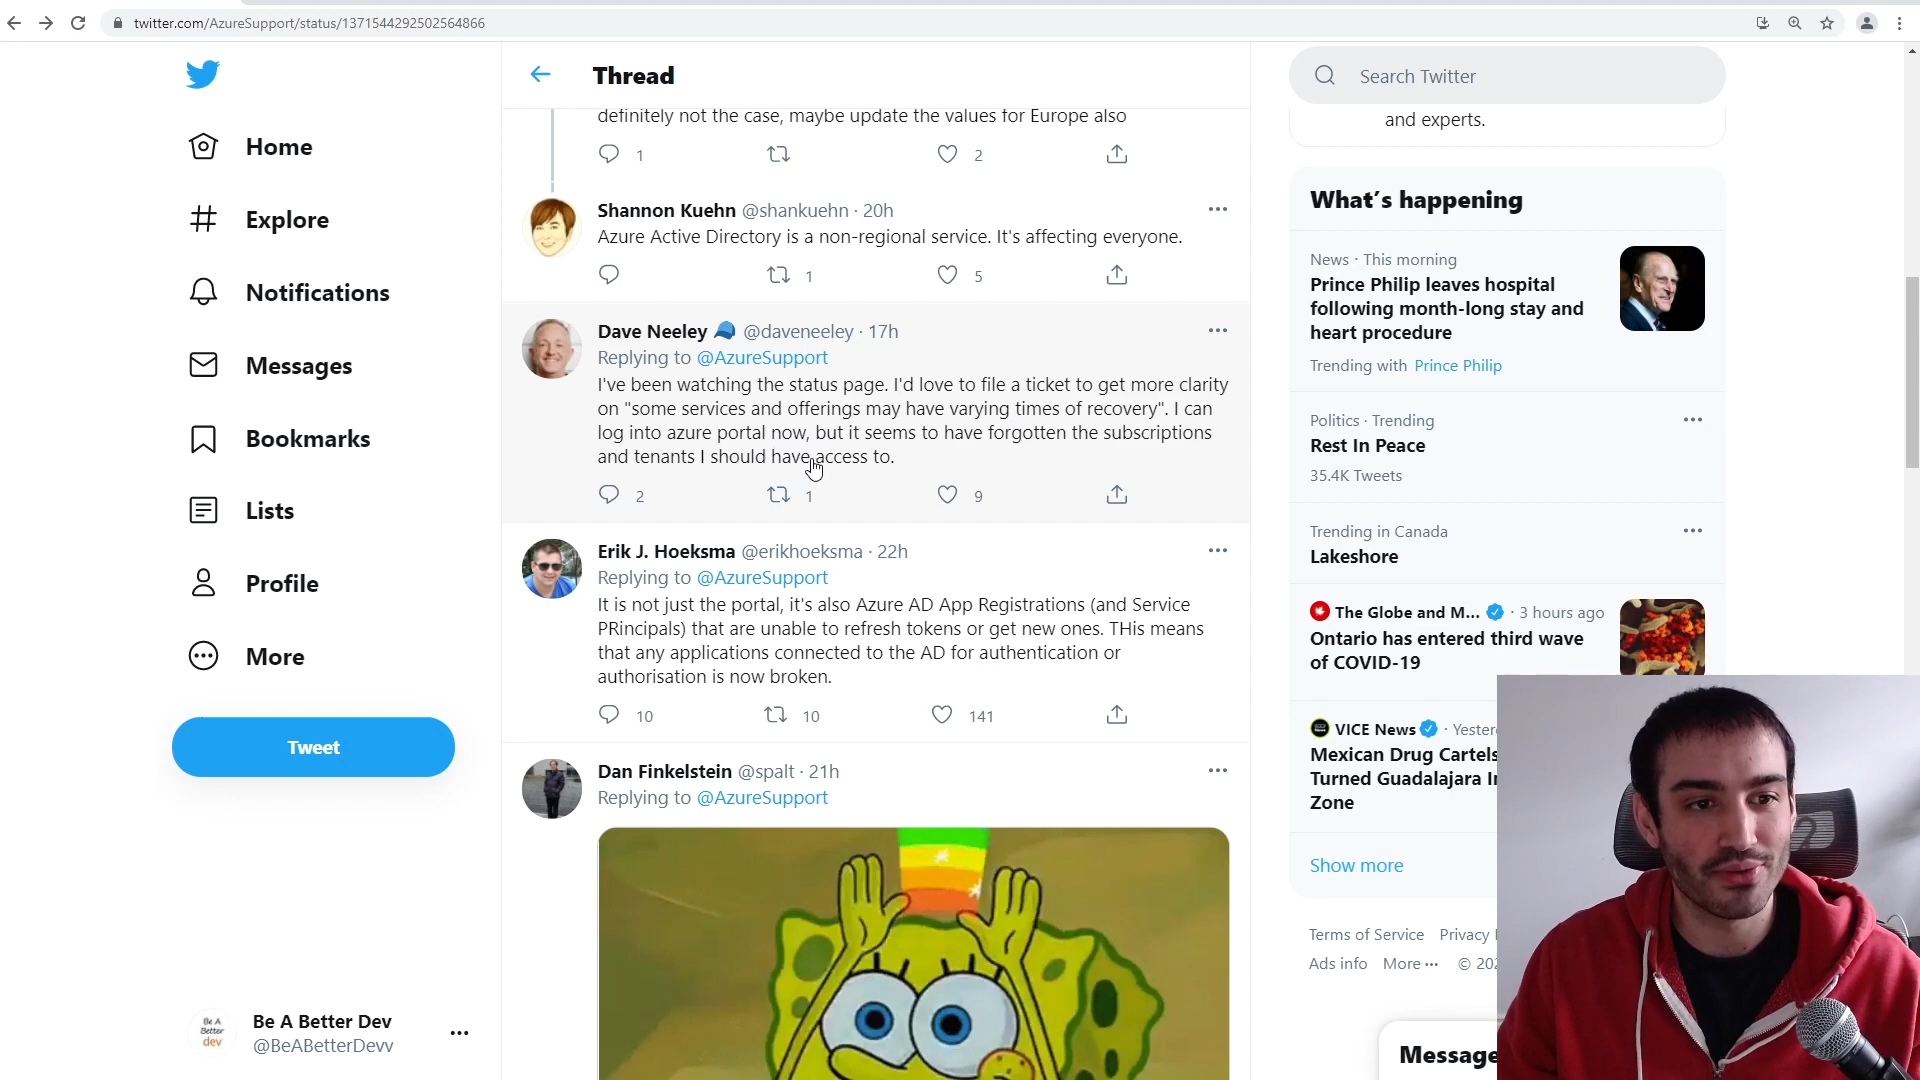 twitter.com/AzureSupport/status/1371544292502564866
Home
Explore
Notifications
Messages
Bookmarks
Lists
Profile
More
Tweet
Be A Better Dev
@BeABetterDevv
Be A
Better
dev
Thread
definitely not the case, maybe update the values for Europe also
1
2
Shannon Kuehn @shankuehn · 20h
Azure Active Directory is a non-regional service. It's affecting everyone.
1
5
Dave Neeley @daveneeley · 17h
Replying to @AzureSupport
I've been watching the status page. I'd love to file a ticket to get more clarity
on "some services and offerings may have varying times of recovery". I can
log into azure portal now, but it seems to have forgotten the subscriptions
and tenants I should have access to.
2
1
9
Erik J. Hoeksma @erikhoeksma · 22h
Replying to @AzureSupport
It is not just the portal, it's also Azure AD App Registrations (and Service
PRincipals) that are unable to refresh tokens or get new ones. THis means
that any applications connected to the AD for authentication or
authorisation is now broken.
10
10
141
Dan Finkelstein @spalt · 21h
Replying to @AzureSupport
Search Twitter
and experts.
What's happening
News · This morning
Prince Philip leaves hospital
following month-long stay and
heart procedure
Trending with Prince Philip
Politics · Trending
Rest In Peace
35.4K Tweets
Trending in Canada
Lakeshore
The Globe and M... · 3 hours ago
Ontario has entered third wave
of COVID-19
VICE News · Yester
Mexican Drug Cartels
Turned Guadalajara I
Zone
Show more
Terms of Service Privacy
Ads info More ··· © 202
Message